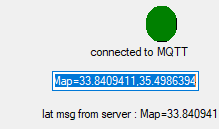 connected to MQTT
Map=33.8409411,35.4986394
lat msg from server : Map=33.840941